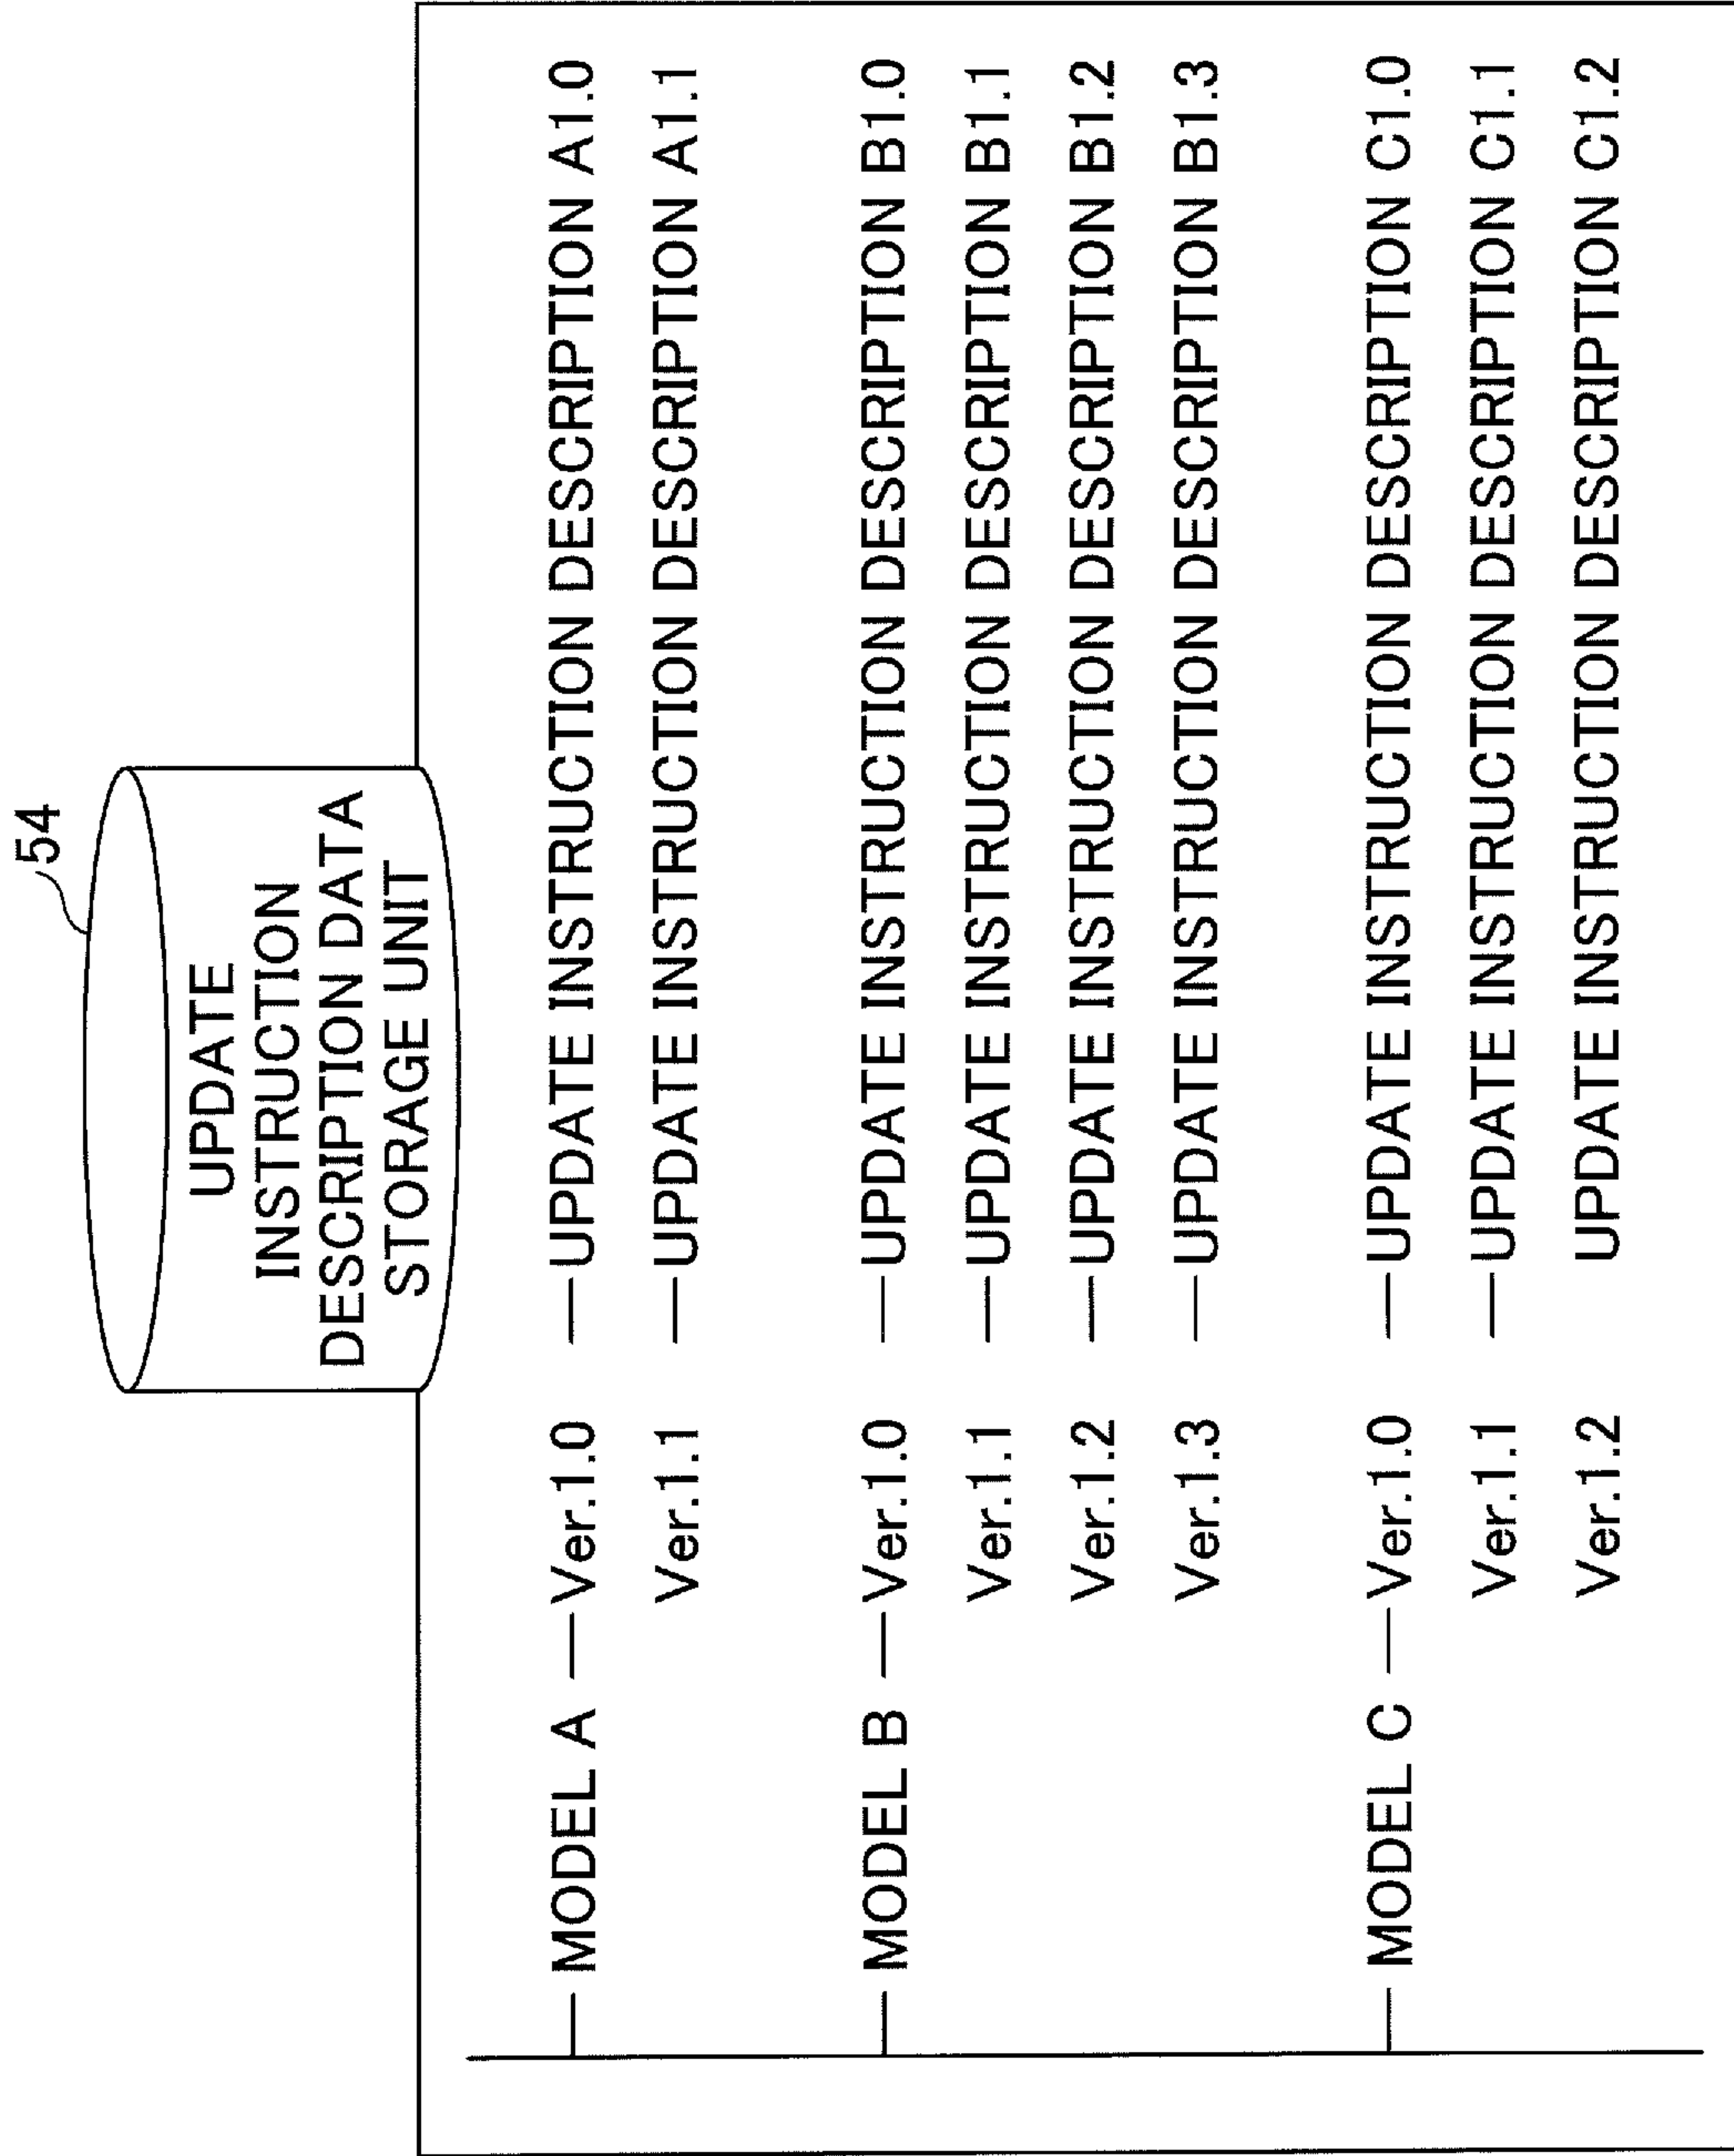 54
UPDATE
INSTRUCTION
DESCRIPTION DATA
STORAGE UNIT
MODEL A — Ver.1.0 — UPDATE INSTRUCTION DESCRIPTION A1.0
Ver.1.1 — UPDATE INSTRUCTION DESCRIPTION A1.1
MODEL B — Ver.1.0 — UPDATE INSTRUCTION DESCRIPTION B1.0
Ver.1.1 — UPDATE INSTRUCTION DESCRIPTION B1.1
Ver.1.2 — UPDATE INSTRUCTION DESCRIPTION B1.2
Ver.1.3 — UPDATE INSTRUCTION DESCRIPTION B1.3
MODEL C — Ver.1.0 — UPDATE INSTRUCTION DESCRIPTION C1.0
Ver.1.1 — UPDATE INSTRUCTION DESCRIPTION C1.1
Ver.1.2 UPDATE INSTRUCTION DESCRIPTION C1.2